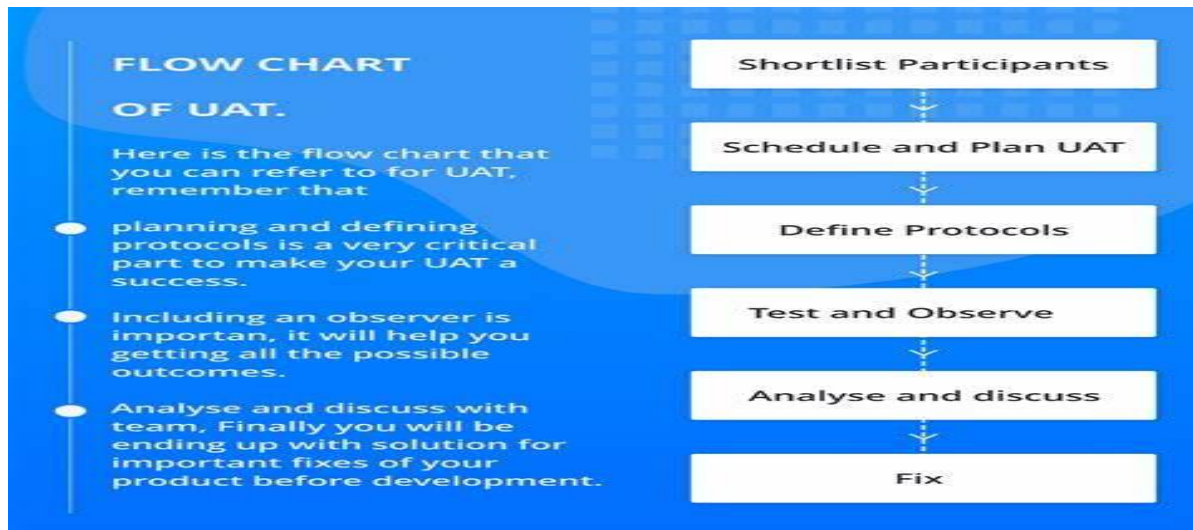 FLOW CHART
OF UAT.
Here is the flow chart that
you can refer to for UAT,
remember that
planning and defining
protocols is a very critical
part to make your UAT a
success.
Including an observer is
importan, it will help you
getting all the possible
outcomes.
Analyse and discuss with
team, Finally you will be
ending up with solution for
important fixes of your
product before development.
Shortlist Participants
Schedule and Plan UAT
Define Protocols
Test and Observe
Analyse and discuss
Fix